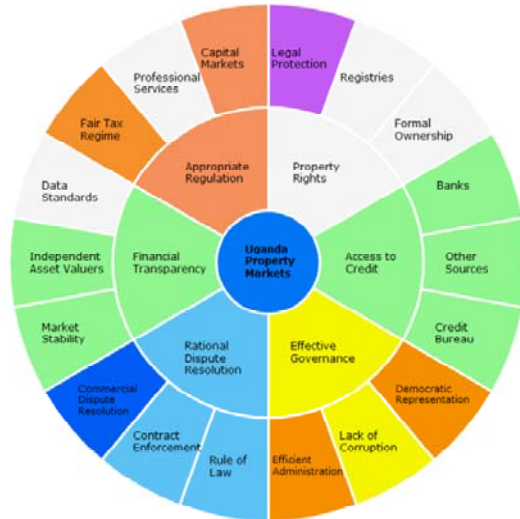 Capital
Markets
Legal
Protection
Professional
Services
Registries
Fair Tax
Regime
Formal
Ownership
Appropriate
Regulation
Property
Rights
Data
Standards
Banks
Independent
Asset Valuers
Financial
Transparency
Uganda
Property
Markets
Access to
Credit
Other
Sources
Market
Stability
Rational
Dispute
Resolution
Effective
Governance
Credit
Bureau
Commercial
Dispute
Resolution
Democratic
Representation
Contract
Enforcement
Rule of
Law
Efficient
Administration
Lack of
Corruption